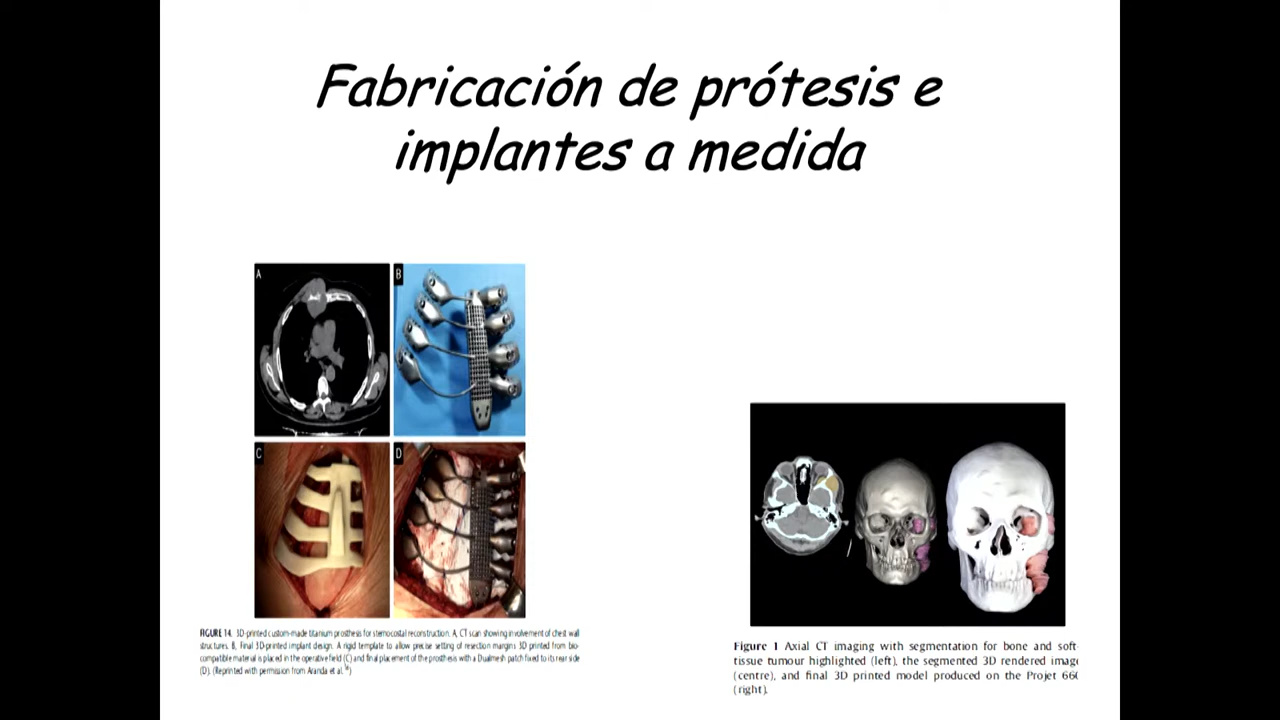 Fabricación de prótesis e
implantes a medida
A
B
C
D
FIGURE 14. 3D-printed custom-made titanium prosthesis for sternocostal reconstruction. A, CT scan showing involvement of chest wall
structures. B, Final 3D-printed implant design. A rigid template to allow precise setting of resection margins 3D printed from bio-
compatible material is placed in the operative field (C) and final placement of the prosthesis with a Dualmesh patch fixed to its rear side
(D). (Reprinted with permission from Aranda et al.)
Figure 1 Axial CT imaging with segmentation for bone and soft-
tissue tumour highlighted (left), the segmented 3D rendered image
(centre), and final 3D printed model produced on the Projet 660
(right).